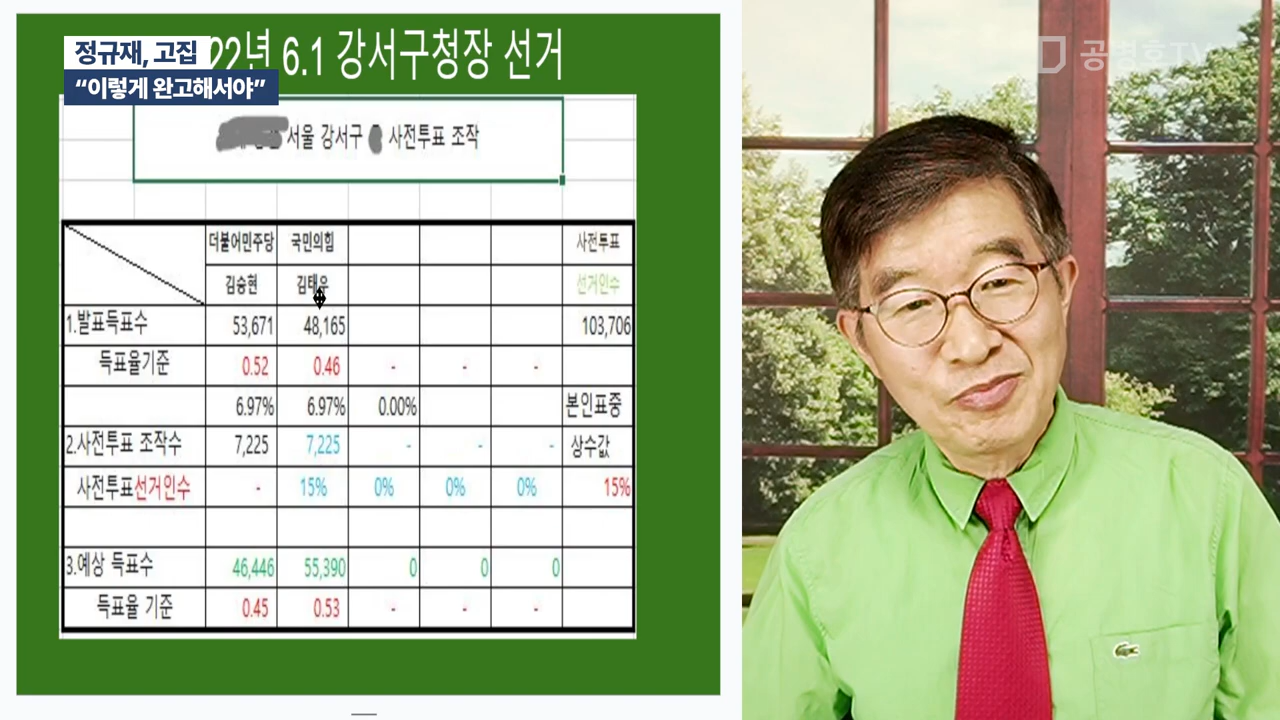 정규재, 고집
“이렇게 완고해서야”
22년 6.1 강서구청장 선거
공병호TV
서울 강서구 사전투표 조작
더불어민주당 국민의힘 사전투표
김승현 김태우 선거인수
1.발표득표수 53,671 48,165 103,706
득표율기준 0.52 0.46 - - -
6.97% 6.97% 0.00% 본인표증
2.사전투표 조작수 7,225 7,225 - - - 상수값
사전투표선거인수 - 15% 0% 0% 0% 15%
3.예상 득표수 46,446 55,390 0 0 0
득표율 기준 0.45 0.53 - - -